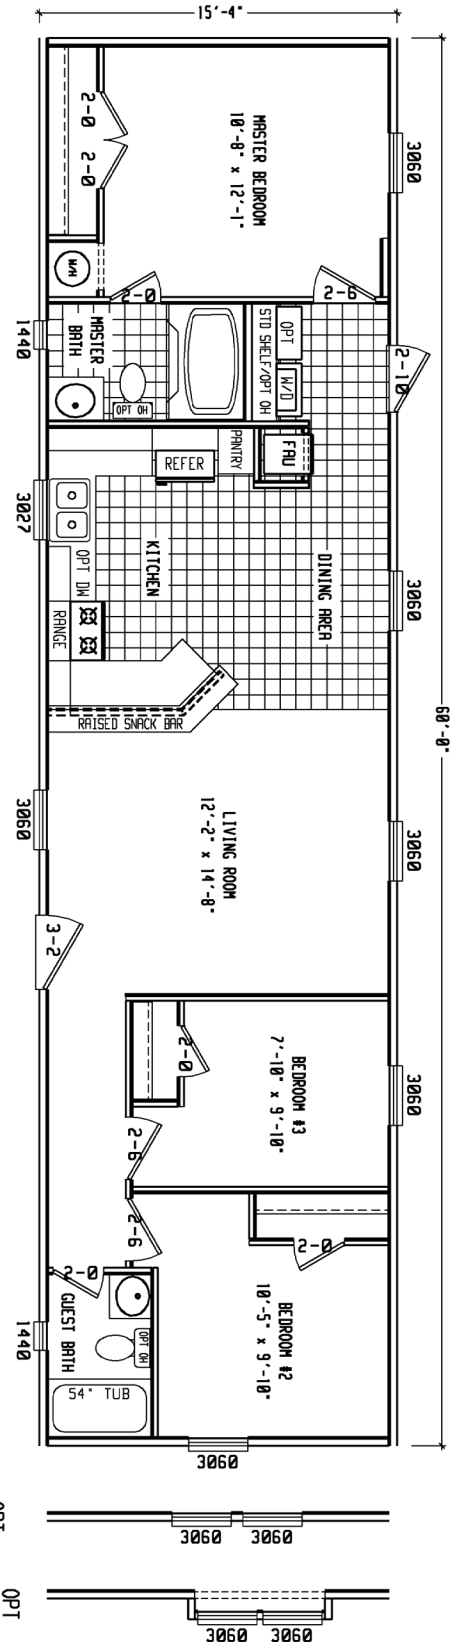 15'-4"
60'-0"
MASTER BEDROOM
10'-8" x 12'-1"
3060
2-0
2-0
W/H
2-0
2-6
2-10
1440
MASTER
BATH
OPT OH
OPT
W/D
STD SHELF/OPT OH
FAU
PANTRY
REFER
3027
KITCHEN
OPT DW
RANGE
DINING AREA
3060
RAISED SNACK BAR
LIVING ROOM
12'-2" x 14'-8"
3060
3060
3-2
BEDROOM #3
7'-10" x 9'-10"
3060
2-0
2-6
2-6
2-0
2-0
BEDROOM #2
10'-5" x 9'-10"
GUEST BATH
OPT OH
1440
54" TUB
3060
3060 3060
OPT
3060 3060